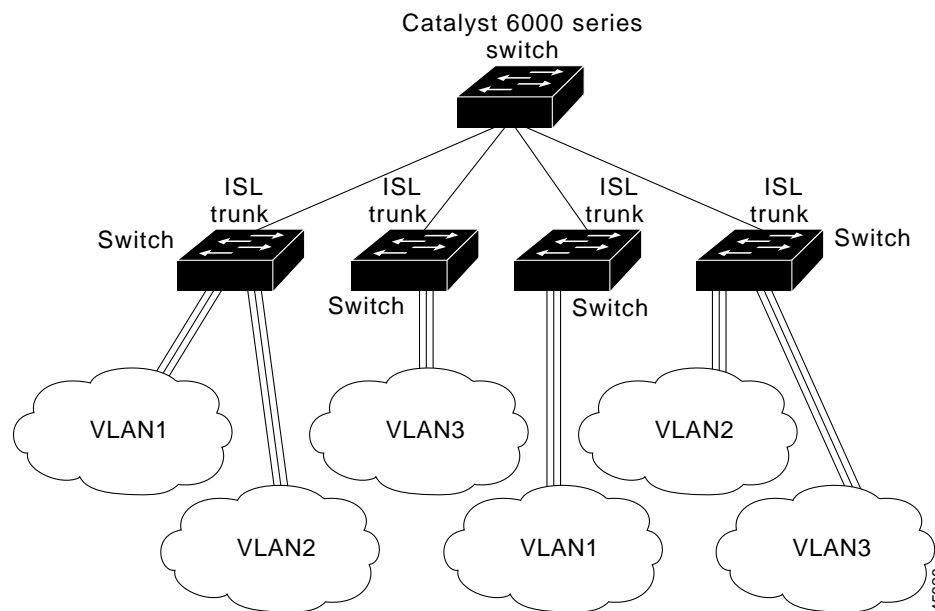 Catalyst 6000 series
switch
ISL
trunk
ISL
trunk
ISL
trunk
ISL
trunk
Switch
Switch
Switch
Switch
VLAN1
VLAN3
VLAN2
VLAN2
VLAN1
VLAN3